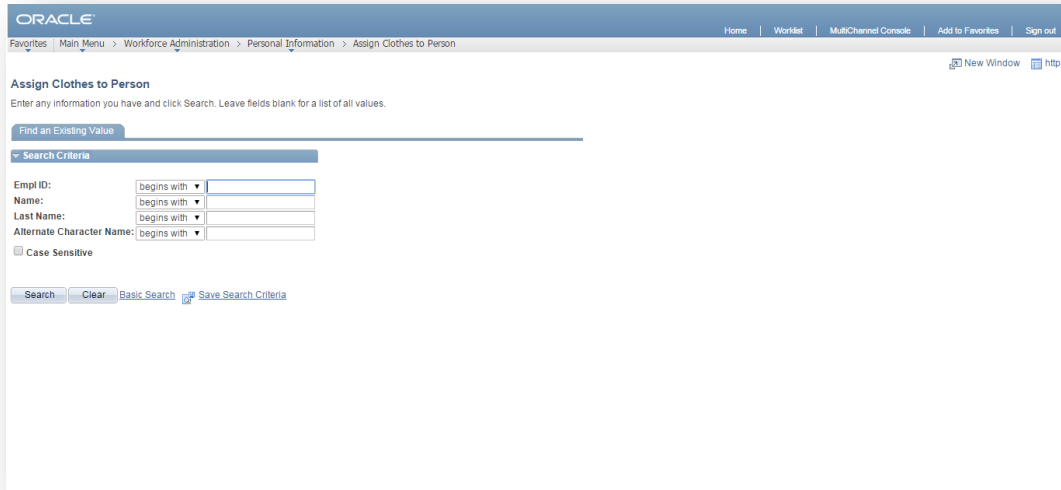 ORACLE
Home | Worklist | MultiChannel Console | Add to Favorites | Sign out
Favorites | Main Menu > Workforce Administration > Personal Information > Assign Clothes to Person
New Window http
Assign Clothes to Person
Enter any information you have and click Search. Leave fields blank for a list of all values.
Find an Existing Value
Search Criteria
Empl ID: begins with
Name: begins with
Last Name: begins with
Alternate Character Name: begins with
Case Sensitive
Search Clear Basic Search Save Search Criteria